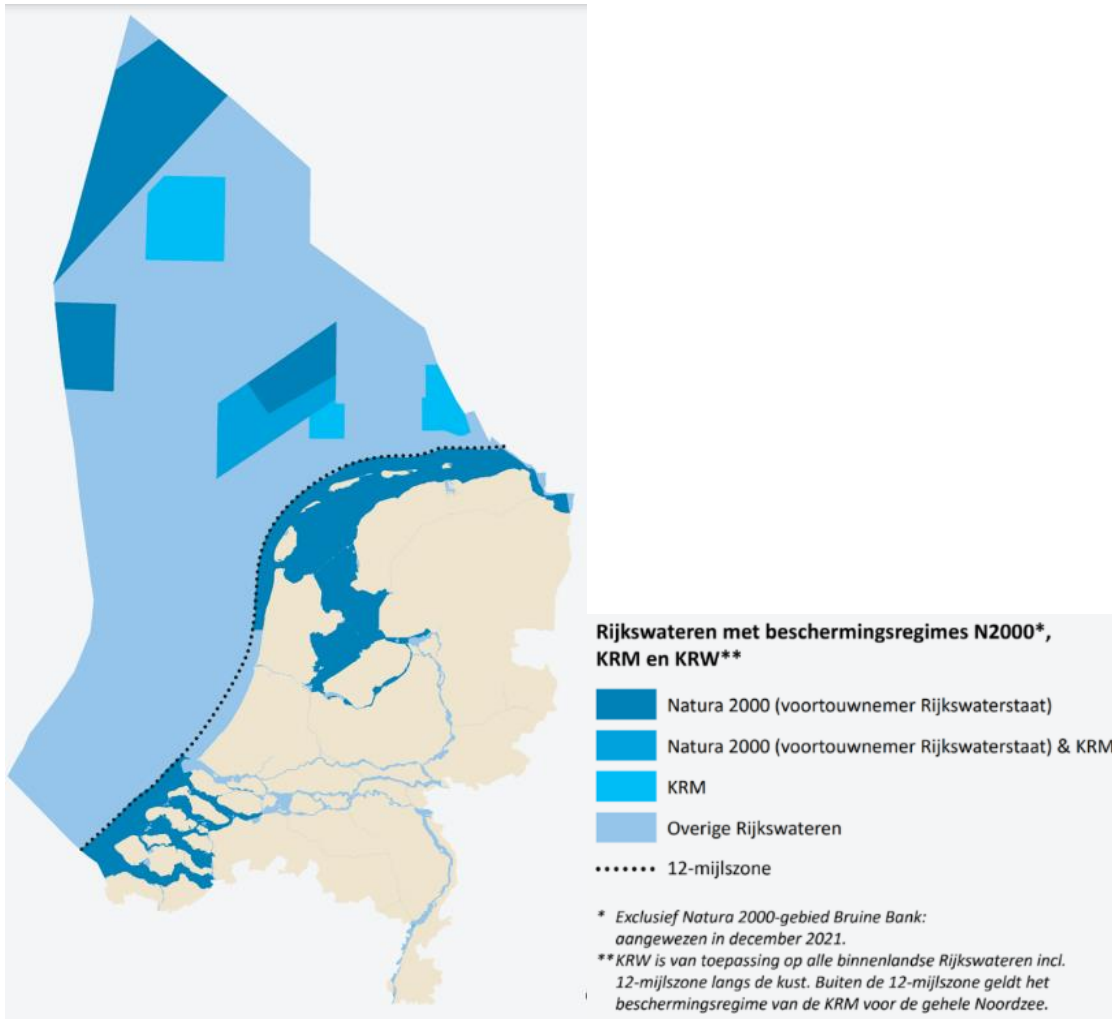 Rijkswateren met beschermingsregimes N2000*,
KRM en KRW**
Natura 2000 (voortouwnemer Rijkswaterstaat)
Natura 2000 (voortouwnemer Rijkswaterstaat) & KRM
KRM
Overige Rijkswateren
12-mijlszone
* Exclusief Natura 2000-gebied Bruine Bank:
aangewezen in december 2021.
**KRW is van toepassing op alle binnenlandse Rijkswateren incl.
12-mijlszone langs de kust. Buiten de 12-mijlszone geldt het
beschermingsregime van de KRM voor de gehele Noordzee.